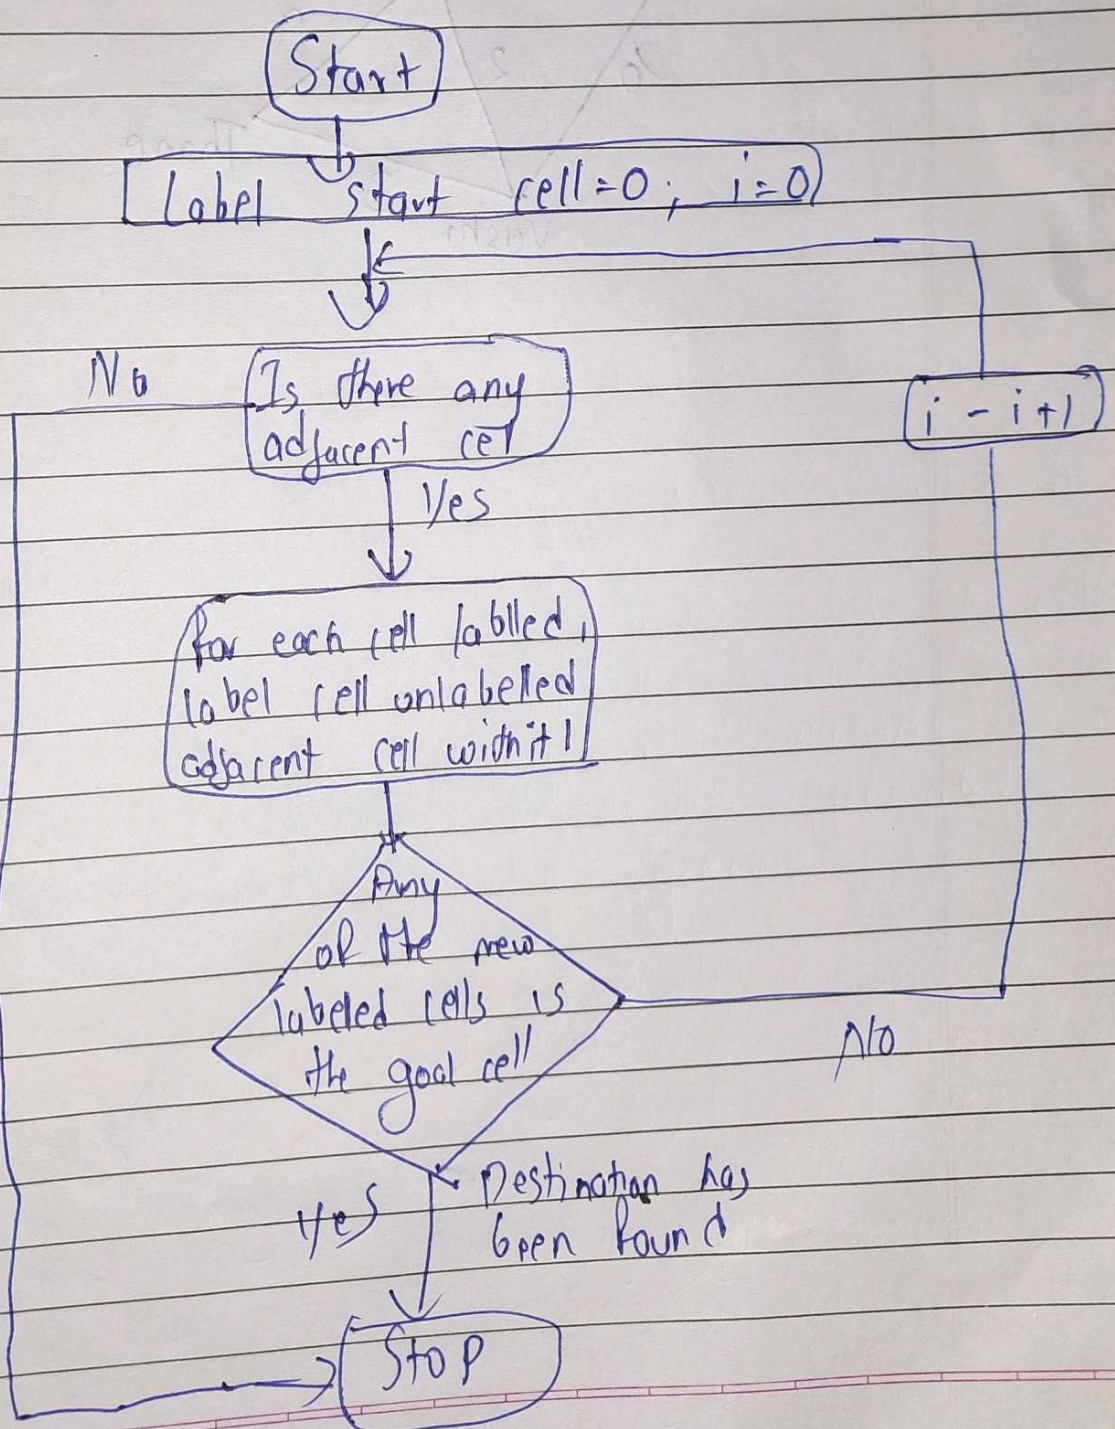 Start
Label start cell=0; i=0
No
Is there any
adjacent cel
i - i+1
Yes
for each cell lablled,
label cell unlabeled
adjacent cell with i+1
Any
of the new
labeled cells is
the goal cell
No
Yes
Destination has
been found
Stop